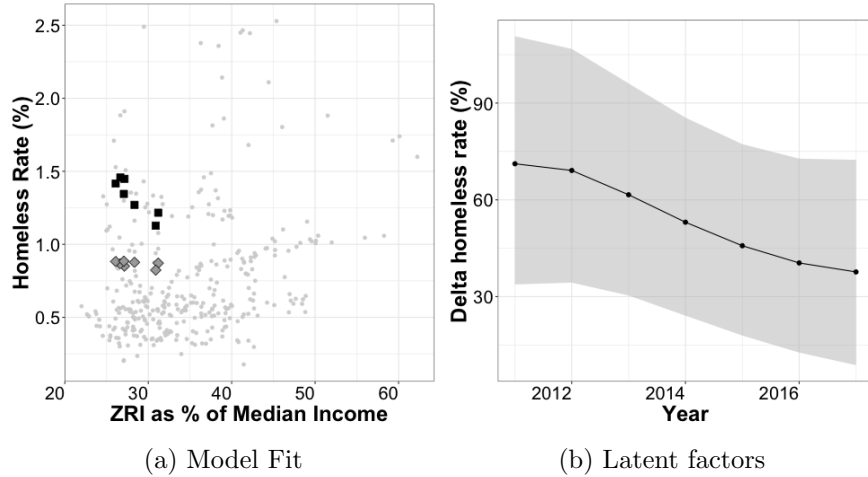 2.5
2.0
1.5
1.0
0.5
Homeless Rate (%)
20 30 40 50 60
ZRI as % of Median Income
(a) Model Fit
90
60
30
Delta homeless rate (%)
2012 2014 2016
Year
(b) Latent factors